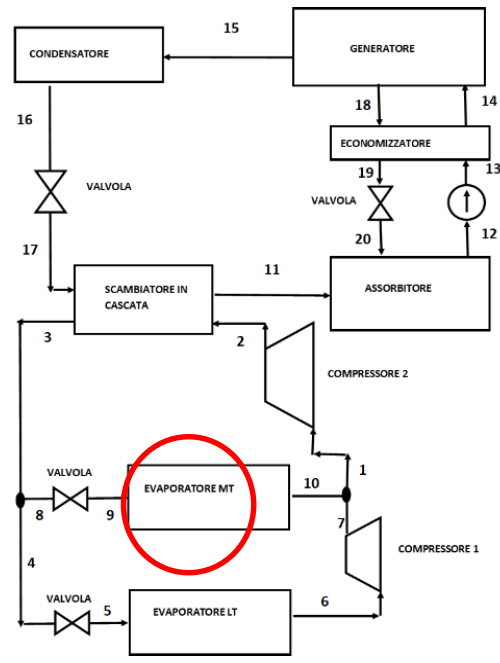 15
CONDENSATORE
GENERATORE
16
18
14
ECONOMIZZATORE
13
VALVOLA
19
VALVOLA
12
17
20
11
SCAMBIATORE IN
CASCATA
ASSORBITORE
3
2
COMPRESSORE 2
VALVOLA
EVAPORATORE MT
10
1
8
9
7
4
COMPRESSORE 1
VALVOLA
5
EVAPORATORE LT
6